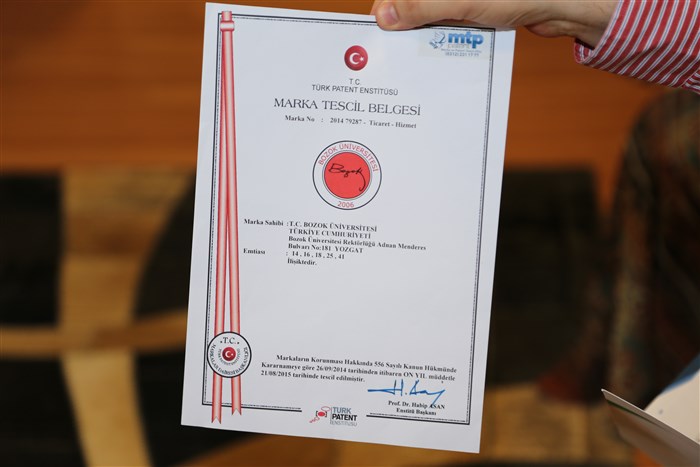 mtp
T.C.
TÜRK PATENT ENSTİTÜSÜ
MARKA TESCİL BELGESİ
Marka No : 2014 79287 - Ticaret - Hizmet
BOZOK ÜNİVERSİTESİ
Bozok
2006
Marka Sahibi : T.C. BOZOK ÜNİVERSİTESİ
TÜRKİYE CUMHURİYETİ
Bozok Üniversitesi Rektörlüğü Adnan Menderes
Bulvarı No:181 YOZGAT
Emtiası : 14 , 16 , 18 , 25 , 41
İlişiktedir.
T.C.
Markaların Korunması Hakkında 556 Sayılı Kanun Hükmünde
Kararnameye göre 26/09/2014 tarihinden itibaren ON YIL müddetle
21/08/2015 tarihinde tescil edilmiştir.
Prof. Dr. Habip ASAN
Enstitü Başkanı
TÜRK
PATENT
ENSTİTÜSÜ